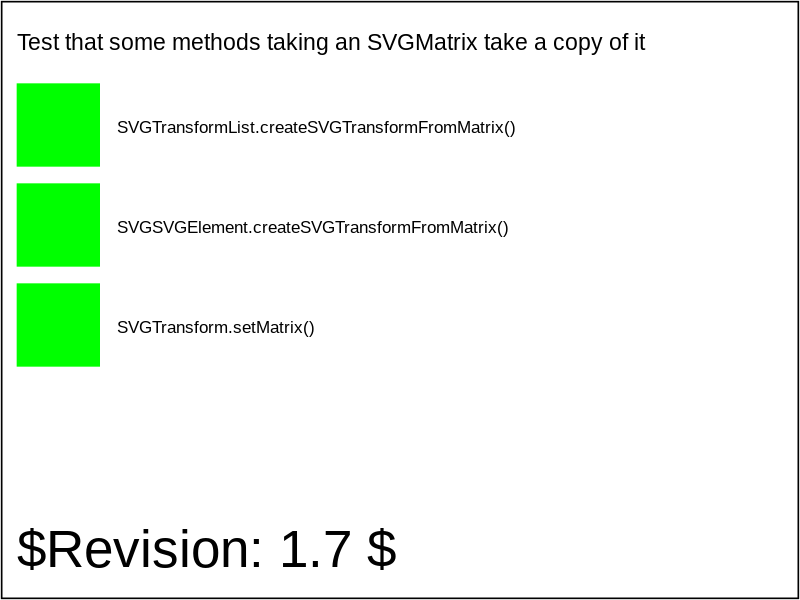 Test that some methods taking an SVGMatrix take a copy of it
SVGTransformList.createSVGTransformFromMatrix()
SVGSVGElement.createSVGTransformFromMatrix()
SVGTransform.setMatrix()
$Revision: 1.7 $